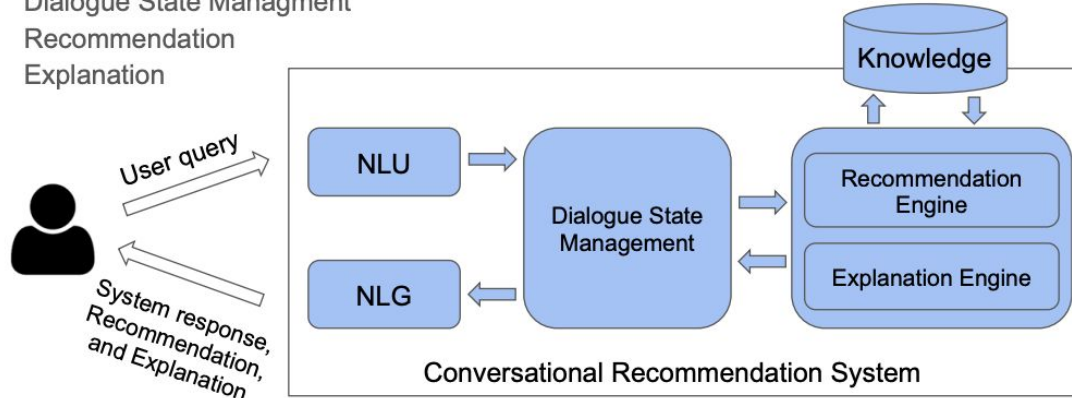 Dialogue State Managment
Recommendation
Explanation
Knowledge
User query
NLU
Dialogue State
Management
Recommendation
Engine
NLG
Explanation Engine
System response,
Recommendation,
and Explanation
Conversational Recommendation System